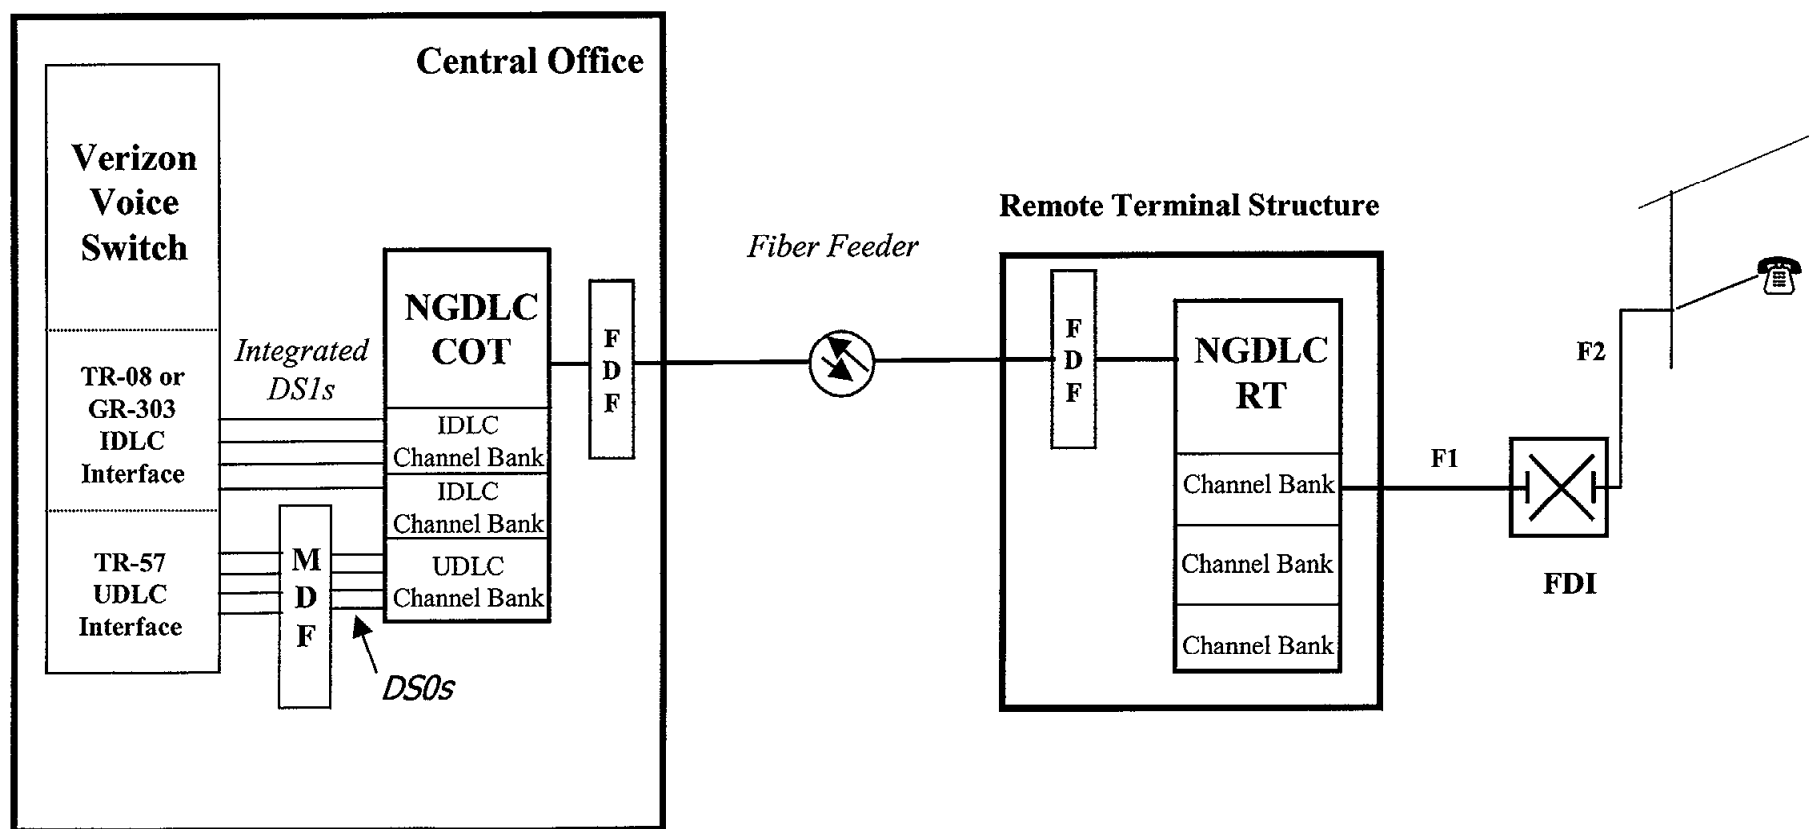 Central Office
Verizon
Voice
Switch
TR-08 or
GR-303
IDLC
Interface
TR-57
UDLC
Interface
Integrated
DS1s
M
D
F
DS0s
NGDLC
COT
IDLC
Channel Bank
IDLC
Channel Bank
UDLC
Channel Bank
F
D
F
Fiber Feeder
Remote Terminal Structure
F
D
F
NGDLC
RT
Channel Bank
Channel Bank
Channel Bank
F1
FDI
F2